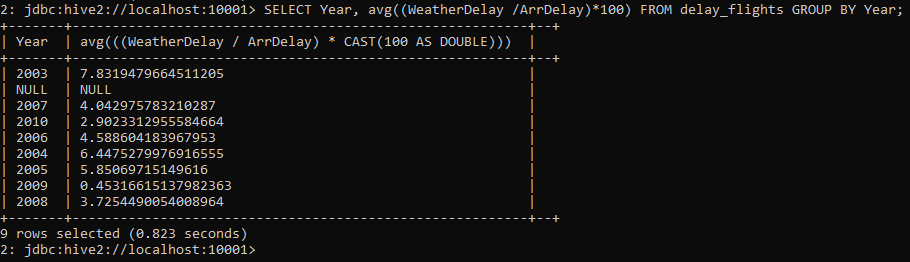 2: jdbc:hive2://localhost:10001> SELECT Year, avg((WeatherDelay /ArrDelay)*100) FROM delay_flights GROUP BY Year;
+-------+-------------------------------------------------------+--+
| Year  | avg(((WeatherDelay / ArrDelay) * CAST(100 AS DOUBLE)))  |
+-------+-------------------------------------------------------+--+
| 2003  | 7.8319479664511205                                      |
| NULL  | NULL                                                    |
| 2007  | 4.042975783210287                                       |
| 2010  | 2.9023312955584664                                      |
| 2006  | 4.588604183967953                                       |
| 2004  | 6.4475279976916555                                      |
| 2005  | 5.85069715149616                                        |
| 2009  | 0.45316615137982363                                     |
| 2008  | 3.7254490054008964                                      |
+-------+-------------------------------------------------------+--+
9 rows selected (0.823 seconds)
2: jdbc:hive2://localhost:10001>